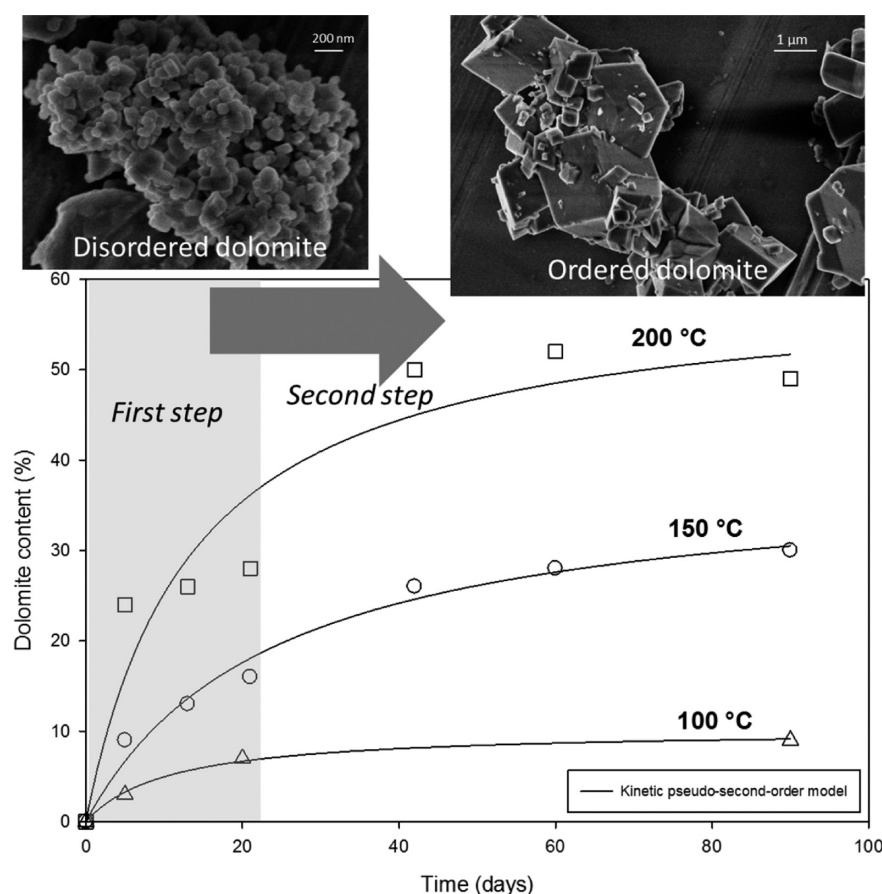 200 nm
Disordered dolomite
1 µm
Ordered dolomite
60
50
40
30
20
10
0
Dolomite content (%)
First step
Second step
200 °C
150 °C
100 °C
Kinetic pseudo-second-order model
0
20
40
60
80
100
Time (days)